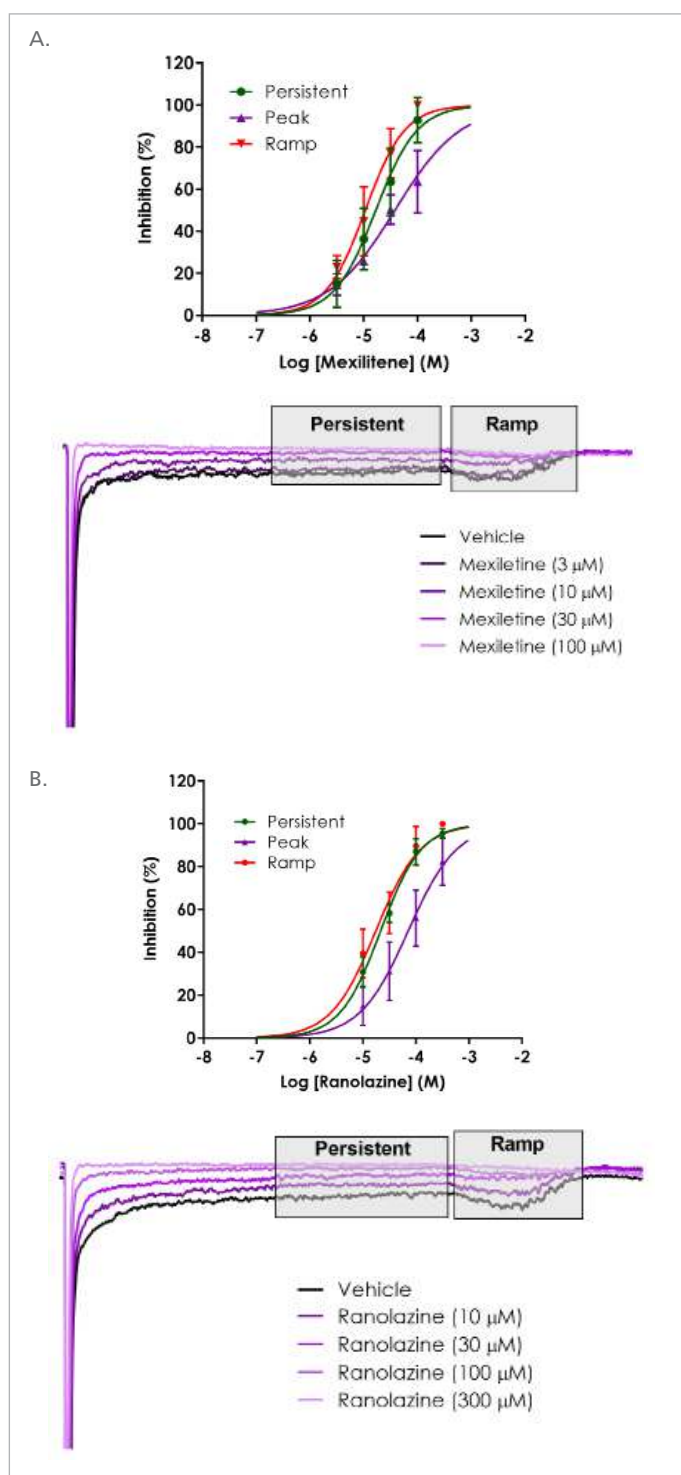 A.
120
100
80
60
40
20
0
Inhibition (%)
Persistent
Peak
Ramp
-8 -7 -6 -5 -4 -3 -2
Log [Mexilitene] (M)
Persistent Ramp
Vehicle
Mexiletine (3 µM)
Mexiletine (10 µM)
Mexiletine (30 µM)
Mexiletine (100 µM)
B.
120
100
80
60
40
20
0
Inhibition (%)
Persistent
Peak
Ramp
-8 -7 -6 -5 -4 -3 -2
Log [Ranolazine] (M)
Persistent Ramp
Vehicle
Ranolazine (10 µM)
Ranolazine (30 µM)
Ranolazine (100 µM)
Ranolazine (300 µM)